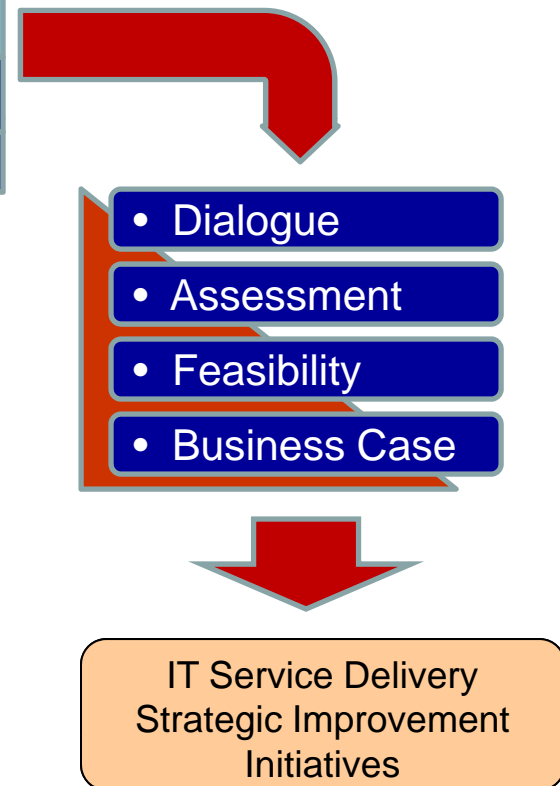 • Dialogue
• Assessment
• Feasibility
• Business Case
IT Service Delivery
Strategic Improvement
Initiatives